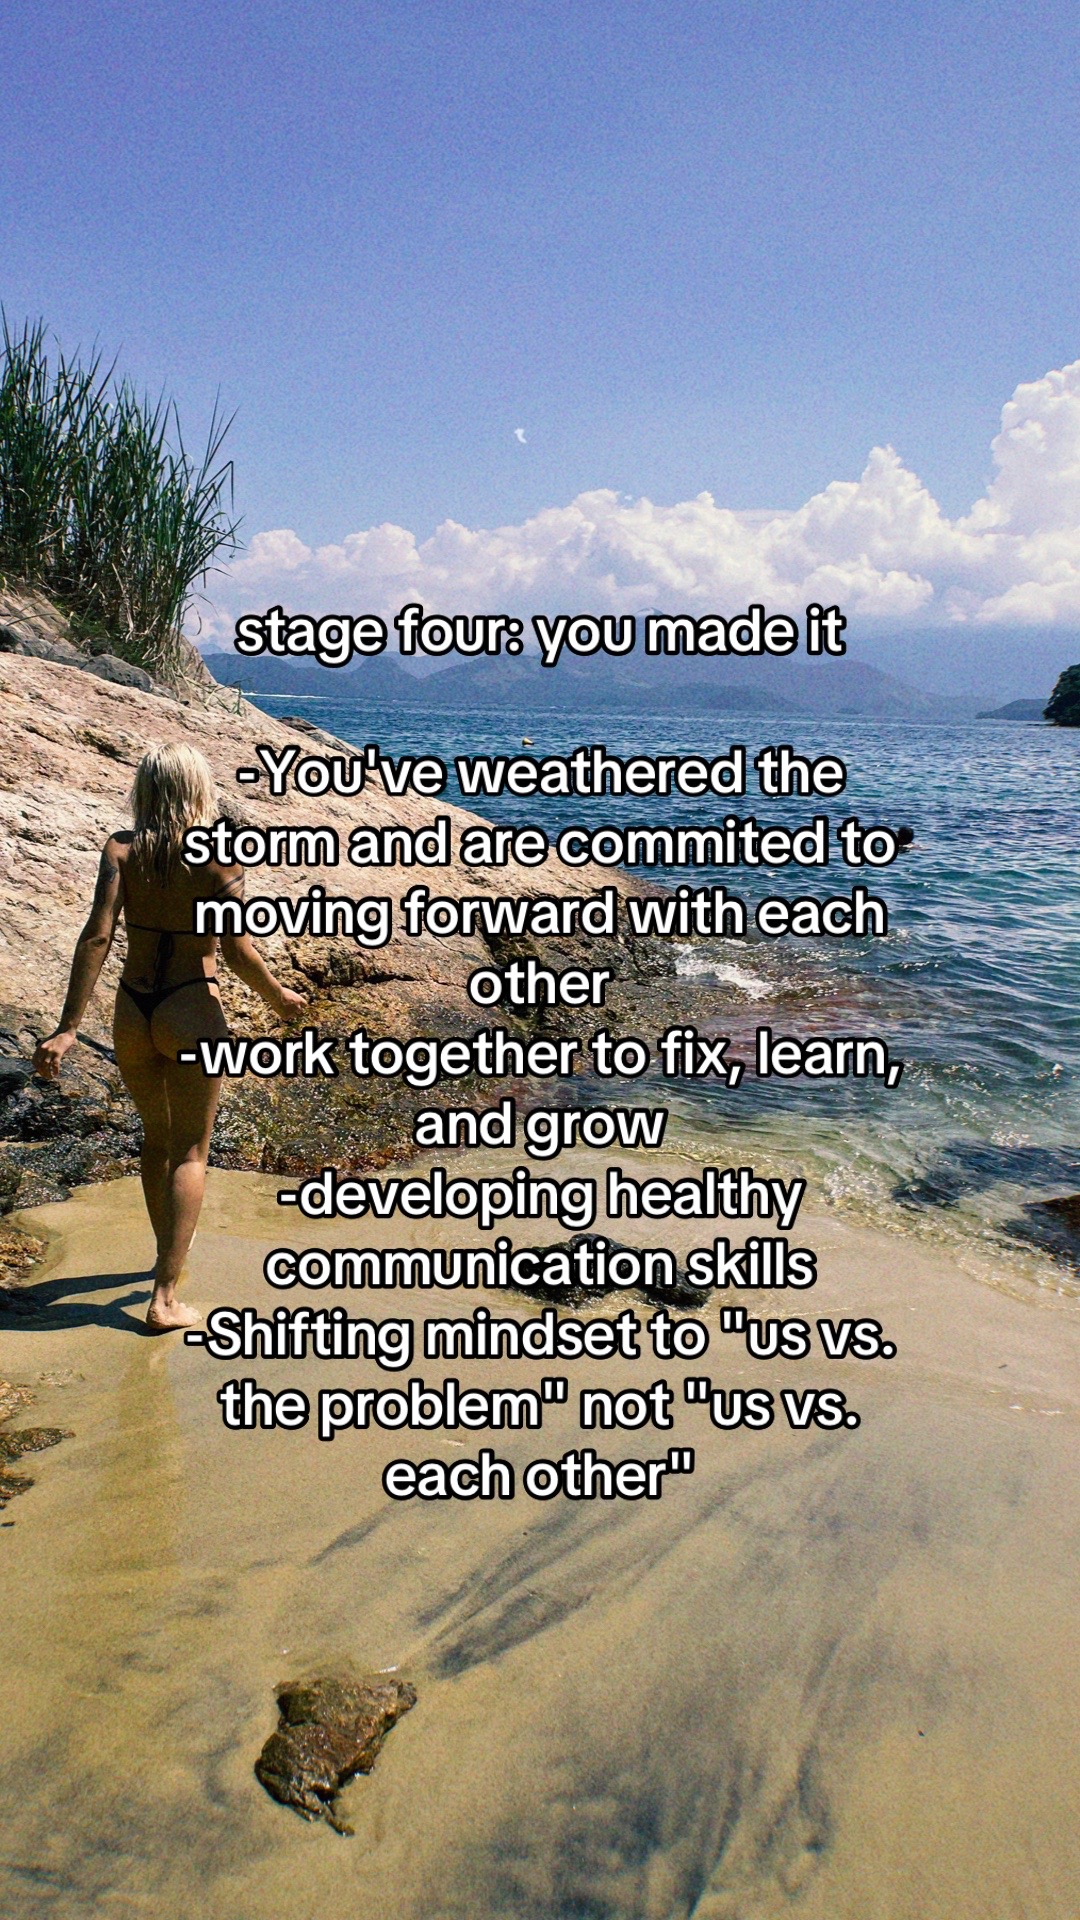 stage four: you made it
-You've weathered the
storm and are commited to
moving forward with each
other
-work together to fix, learn,
and grow
-developing healthy
communication skills
-Shifting mindset to "us vs.
the problem" not "us vs.
each other"